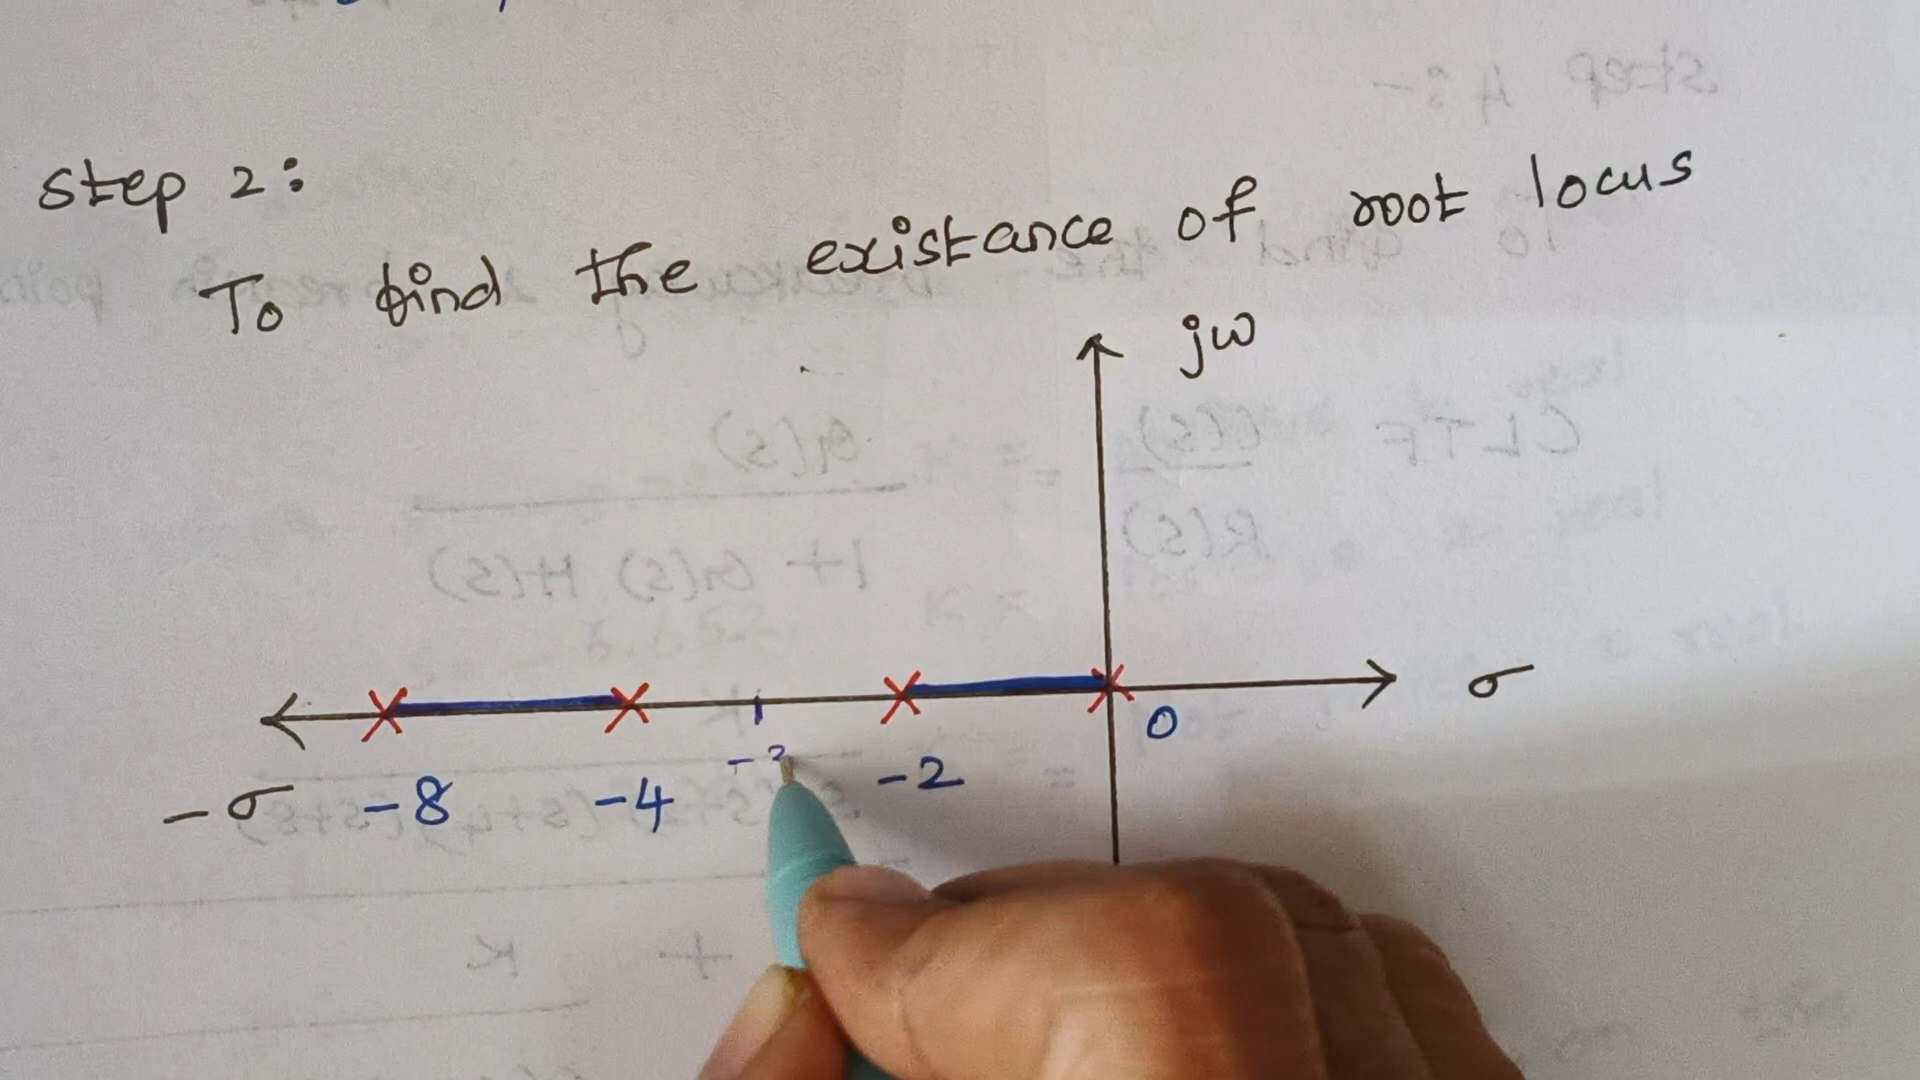 step 2:
To find the existance of root locus
jω
σ
0
-σ -8 -4 -2